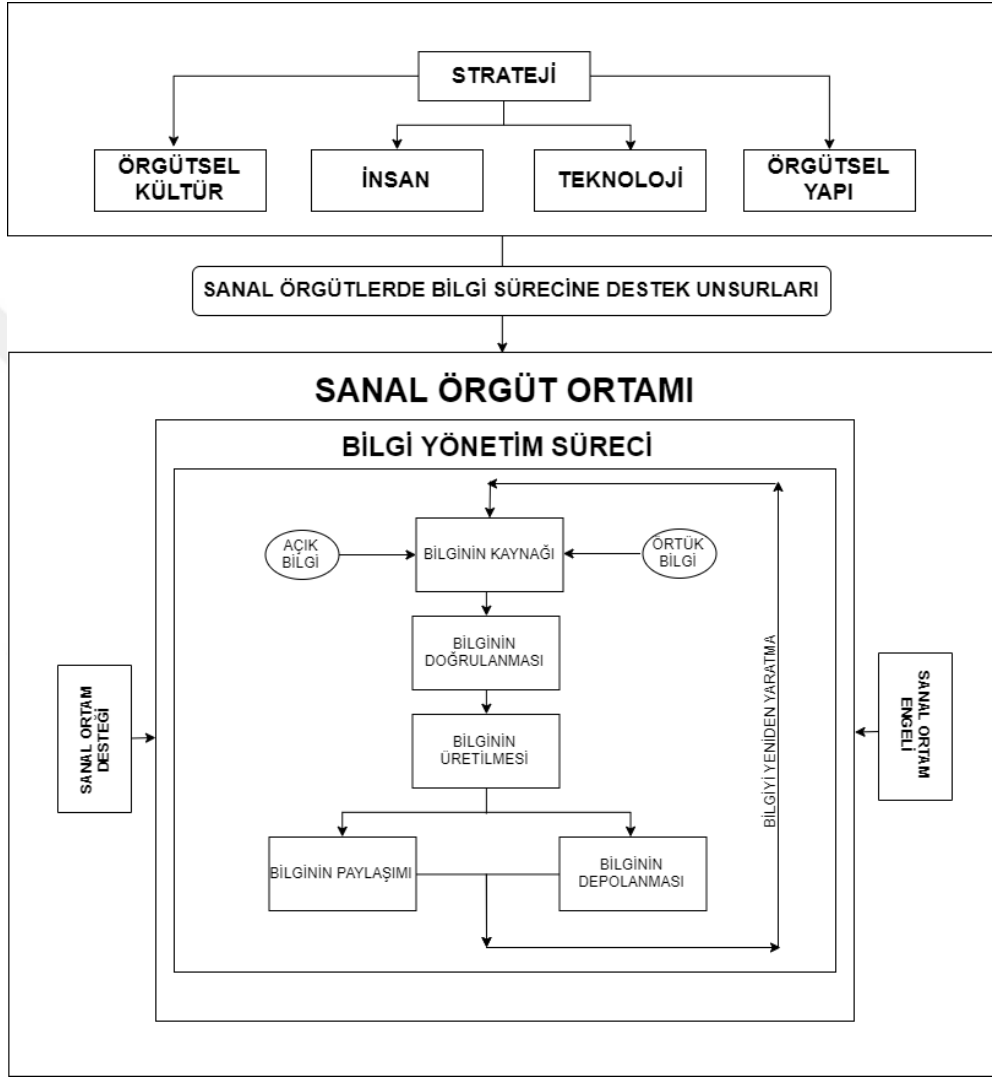 STRATEJİ
ÖRGÜTSEL
KÜLTÜR
İNSAN
TEKNOLOJİ
ÖRGÜTSEL
YAPI
SANAL ÖRGÜTLERDE BİLGİ SÜRECİNE DESTEK UNSURLARI
SANAL ÖRGÜT ORTAMI
BİLGİ YÖNETİM SÜRECİ
AÇIK
BİLGİ
BİLGİNİN KAYNAĞI
ÖRTÜK
BİLGİ
BİLGİNİN
DOĞRULANMASI
BİLGİNİN
ÜRETİLMESİ
BİLGİNİN PAYLAŞIMI
BİLGİNİN
DEPOLANMASI
BİLGİYİ YENİDEN YARATMA
SANAL ORTAM
DESTEĞİ
SANAL ORTAM
ENGELİ